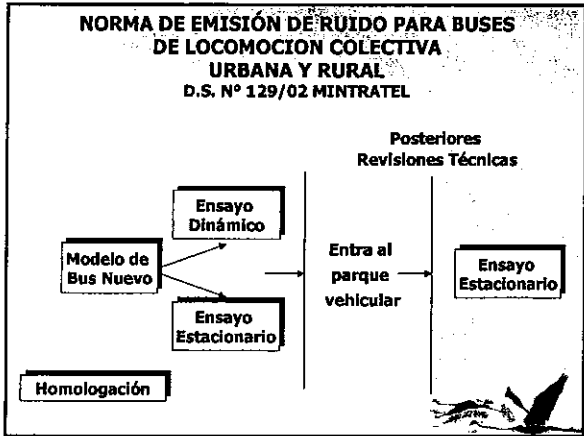 NORMA DE EMISIÓN DE RUIDO PARA BUSES
DE LOCOMOCION COLECTIVA
URBANA Y RURAL
D.S. Nº 129/02 MINTRATEL
Posteriores
Revisiones Técnicas
Ensayo
Dinámico
Modelo de
Bus Nuevo
Ensayo
Estacionario
Entra al
parque
vehicular
Ensayo
Estacionario
Homologación